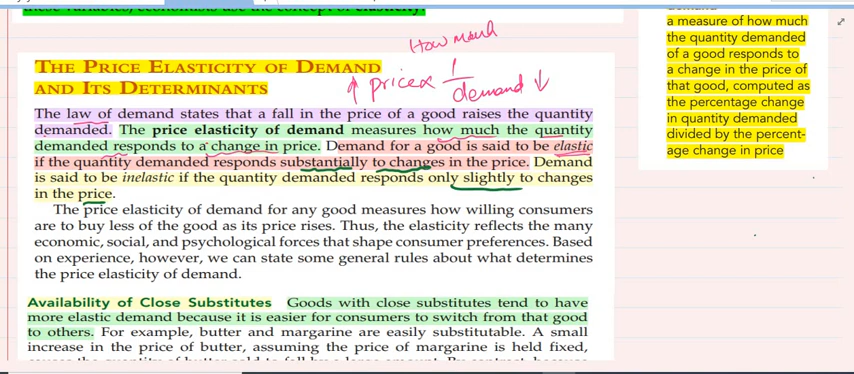 these variables, economists use the concept of elasticity.
How much
THE PRICE ELASTICITY OF DEMAND
AND ITS DETERMINANTS
↑ price ∝ 1
demand ↓
The law of demand states that a fall in the price of a good raises the quantity
demanded. The price elasticity of demand measures how much the quantity
demanded responds to a change in price. Demand for a good is said to be elastic
if the quantity demanded responds substantially to changes in the price. Demand
is said to be inelastic if the quantity demanded responds only slightly to changes
in the price.
The price elasticity of demand for any good measures how willing consumers
are to buy less of the good as its price rises. Thus, the elasticity reflects the many
economic, social, and psychological forces that shape consumer preferences. Based
on experience, however, we can state some general rules about what determines
the price elasticity of demand.
Availability of Close Substitutes Goods with close substitutes tend to have
more elastic demand because it is easier for consumers to switch from that good
to others. For example, butter and margarine are easily substitutable. A small
increase in the price of butter, assuming the price of margarine is held fixed,
a measure of how much
the quantity demanded
of a good responds to
a change in the price of
that good, computed as
the percentage change
in quantity demanded
divided by the percent-
age change in price